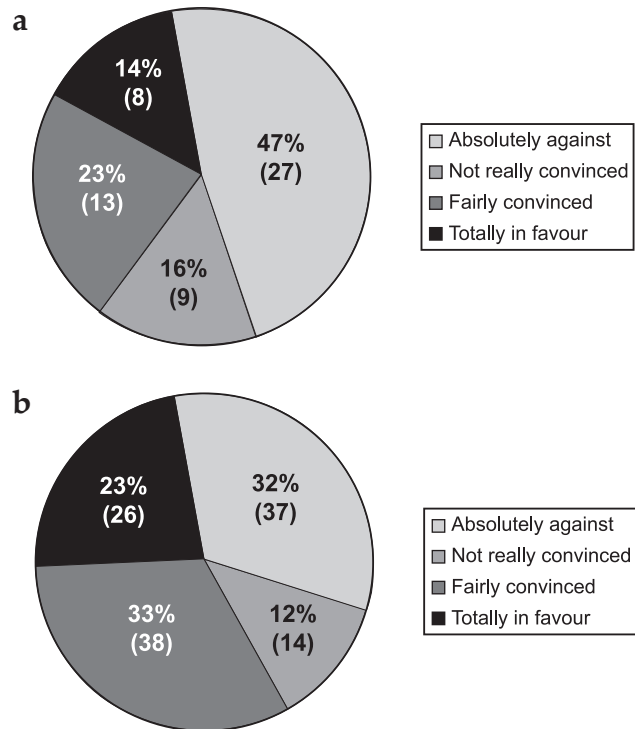 a
14%
(8)
47%
(27)
23%
(13)
16%
(9)
Absolutely against
Not really convinced
Fairly convinced
Totally in favour
b
23%
(26)
32%
(37)
33%
(38)
12%
(14)
Absolutely against
Not really convinced
Fairly convinced
Totally in favour